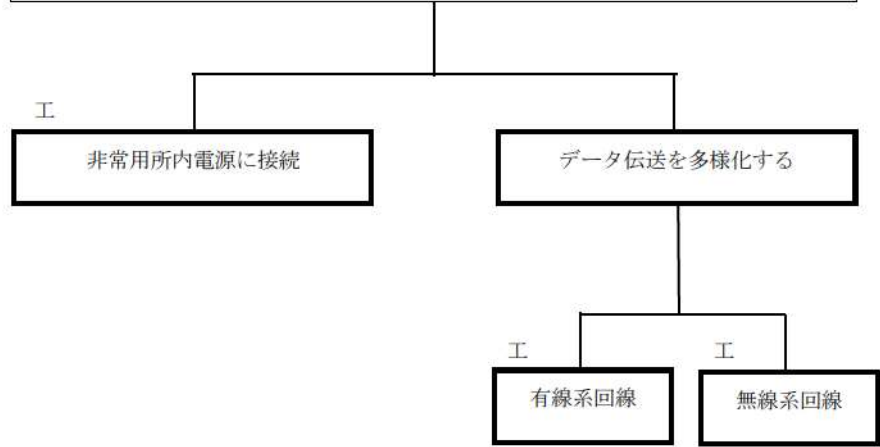 工
非常用所内電源に接続
データ伝送を多様化する
工
工
有線系回線
無線系回線